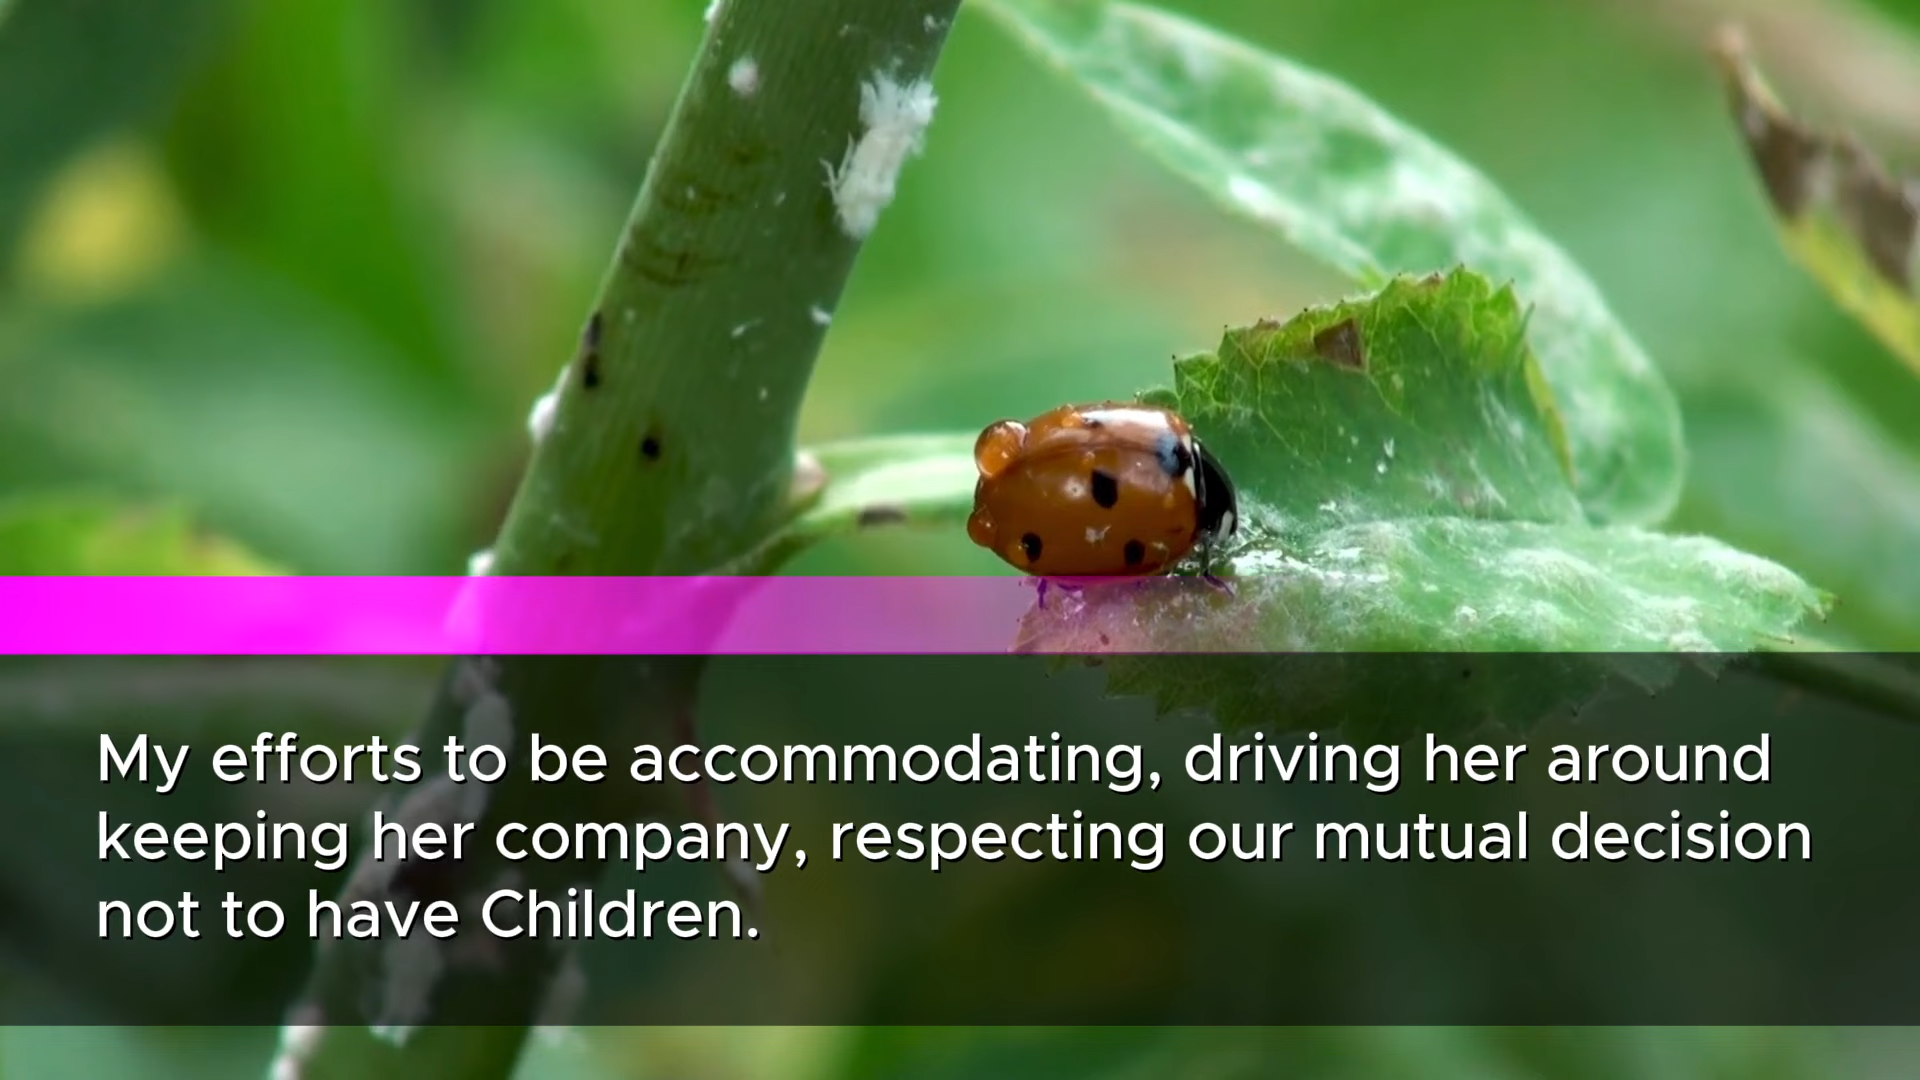 My efforts to be accommodating, driving her around
keeping her company, respecting our mutual decision
not to have Children.